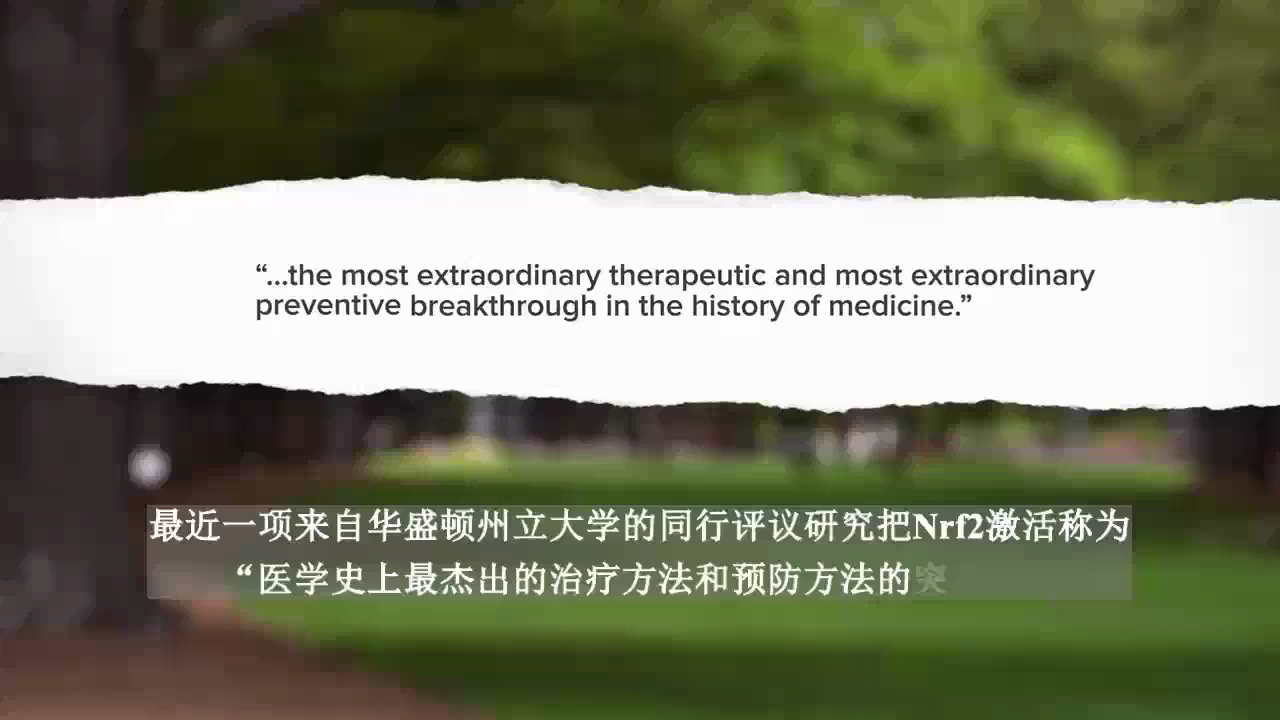 “...the most extraordinary therapeutic and most extraordinary
preventive breakthrough in the history of medicine.”
最近一项来自华盛顿州立大学的同行评议研究把Nrf2激活称为
“医学史上最杰出的治疗方法和预防方法的突